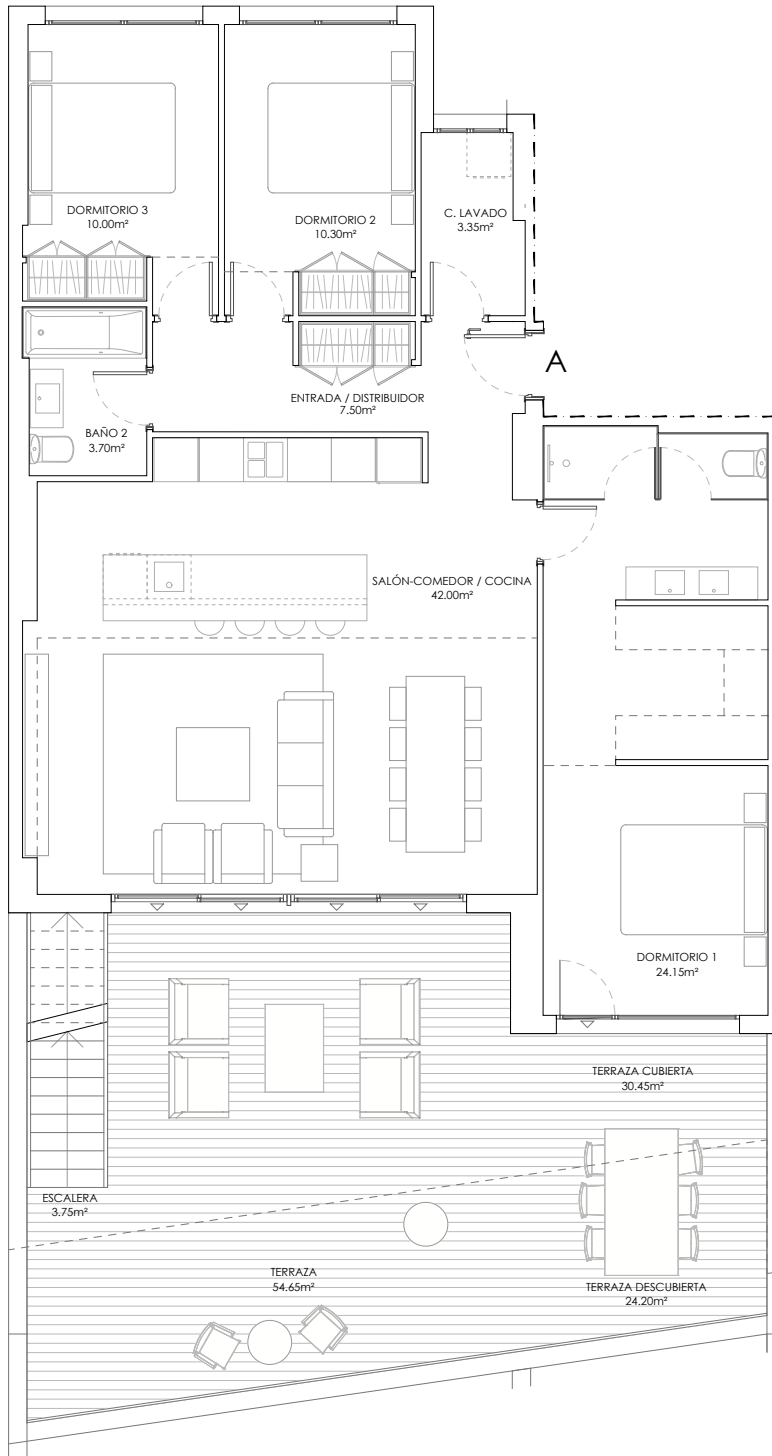 DORMITORIO 3
10.00m²
DORMITORIO 2
10.30m²
C. LAVADO
3.35m²
A
ENTRADA / DISTRIBUIDOR
7.50m²
BAÑO 2
3.70m²
SALÓN-COMEDOR / COCINA
42.00m²
DORMITORIO 1
24.15m²
TERRAZA CUBIERTA
30.45m²
ESCALERA
3.75m²
TERRAZA
54.65m²
TERRAZA DESCUBIERTA
24.20m²